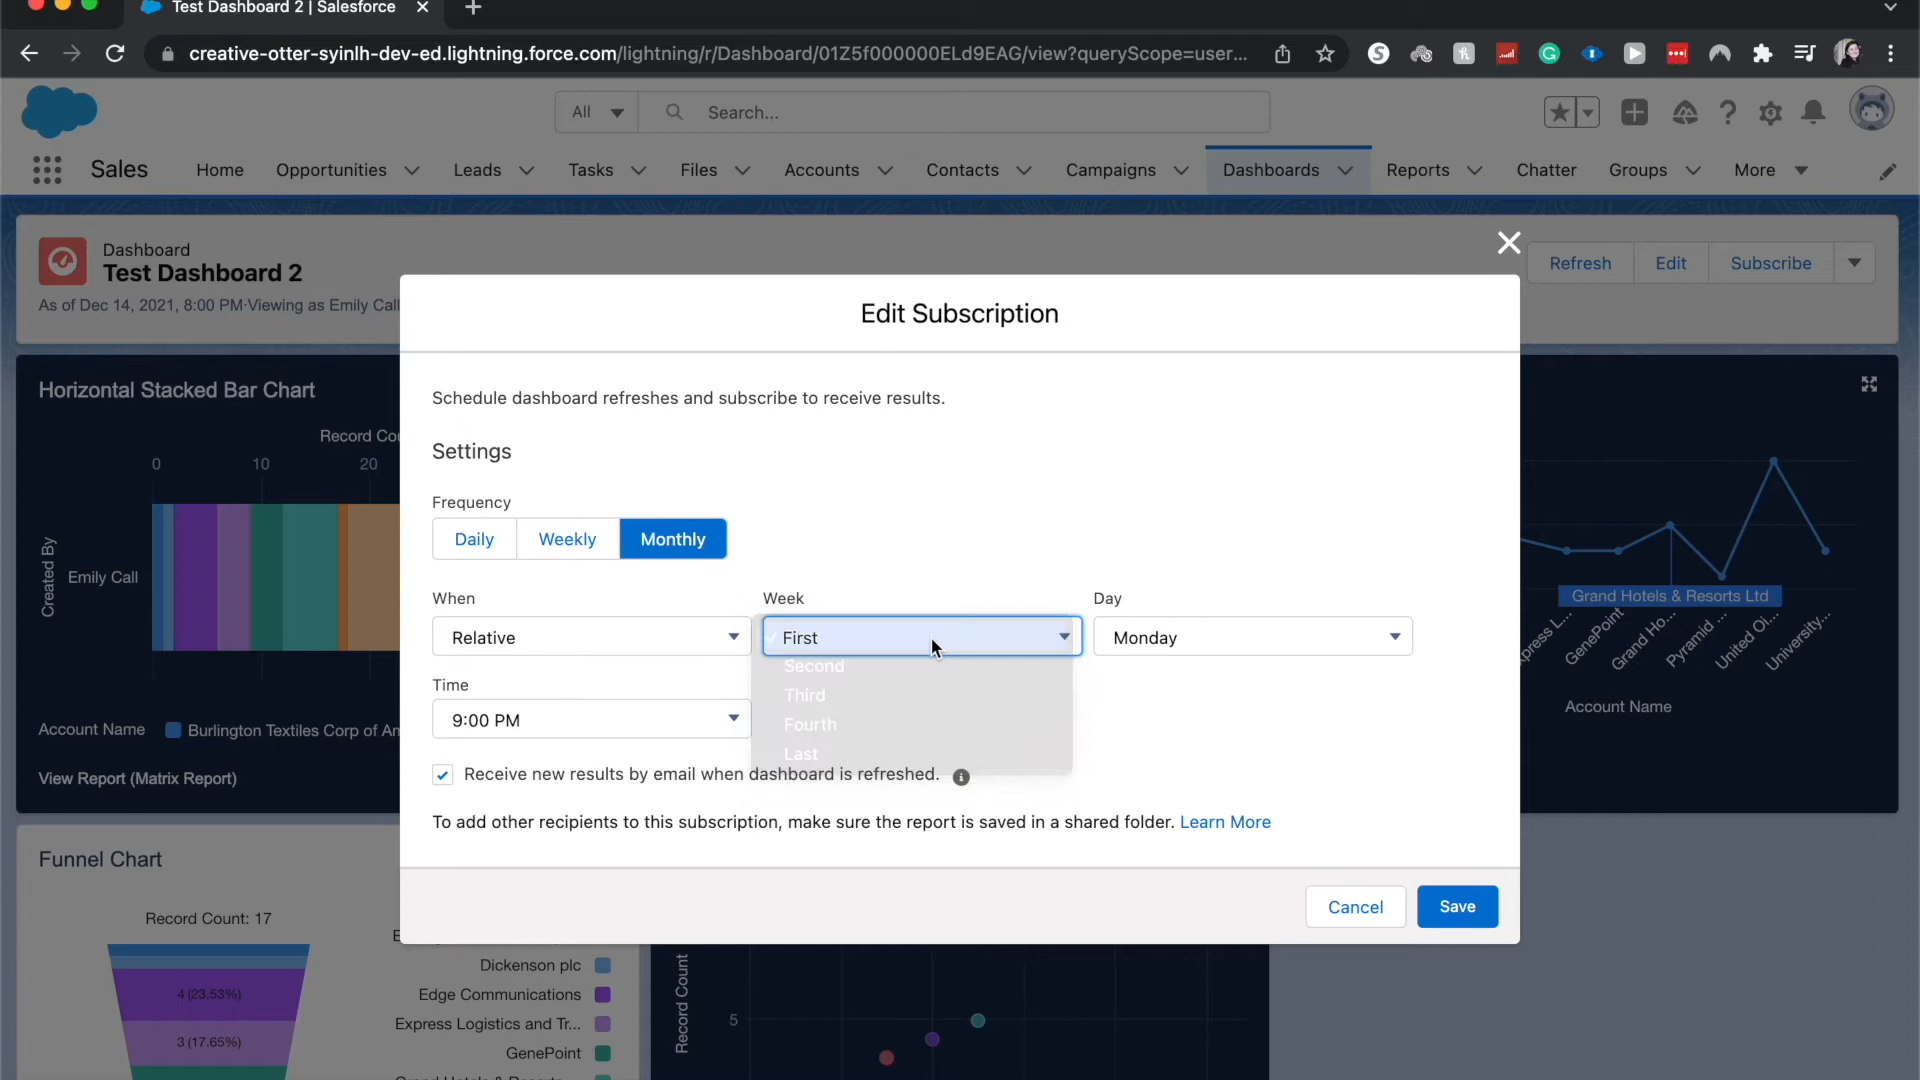 Test Dashboard 2 | Salesforce
creative-otter-syinlh-dev-ed.lightning.force.com/lightning/r/Dashboard/01Z5f000000ELd9EAG/view?queryScope=user...
All
Search...
Sales
Home
Opportunities
Leads
Tasks
Files
Accounts
Contacts
Campaigns
Dashboards
Reports
Chatter
Groups
More
Dashboard
Test Dashboard 2
As of Dec 14, 2021, 8:00 PM·Viewing as Emily Call
Refresh
Edit
Subscribe
Edit Subscription
Schedule dashboard refreshes and subscribe to receive results.
Settings
Frequency
Daily
Weekly
Monthly
When
Week
Day
Relative
First
Monday
Second
Third
Fourth
Last
Time
9:00 PM
Receive new results by email when dashboard is refreshed.
To add other recipients to this subscription, make sure the report is saved in a shared folder. Learn More
Cancel
Save
Horizontal Stacked Bar Chart
Record Cou
0
10
20
Created By
Emily Call
Account Name
Burlington Textiles Corp of Am
View Report (Matrix Report)
Grand Hotels & Resorts Ltd
xpress L...
GenePoint
Grand Ho...
Pyramid ...
United Oi...
University...
Account Name
Funnel Chart
Record Count: 17
4 (23.53%)
3 (17.65%)
Dickenson plc
Edge Communications
Express Logistics and Tr...
GenePoint
Record Count
5